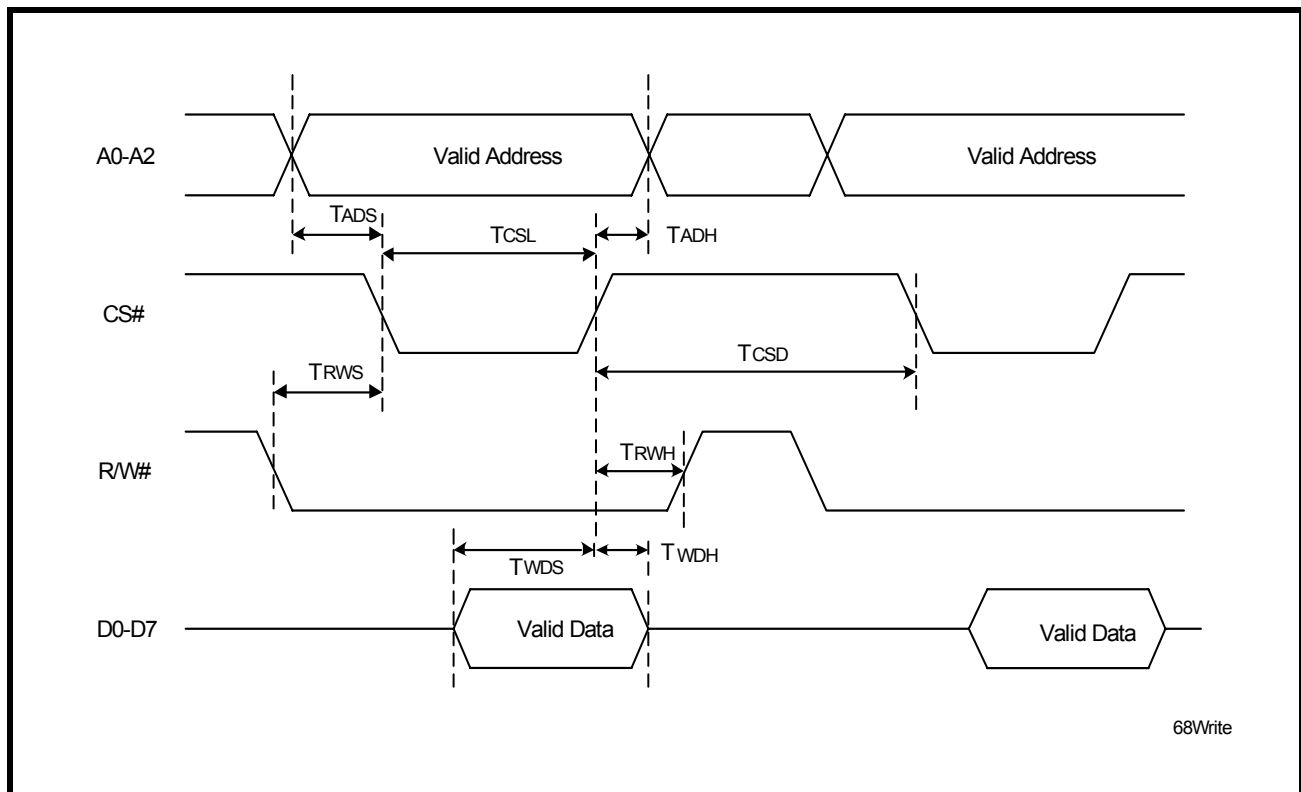 A0-A2
Valid Address
Valid Address
TADS
TCSL
TADH
CS#
TCSD
TRWS
R/W#
TRWH
TWDS
TWDH
D0-D7
Valid Data
Valid Data
68Write